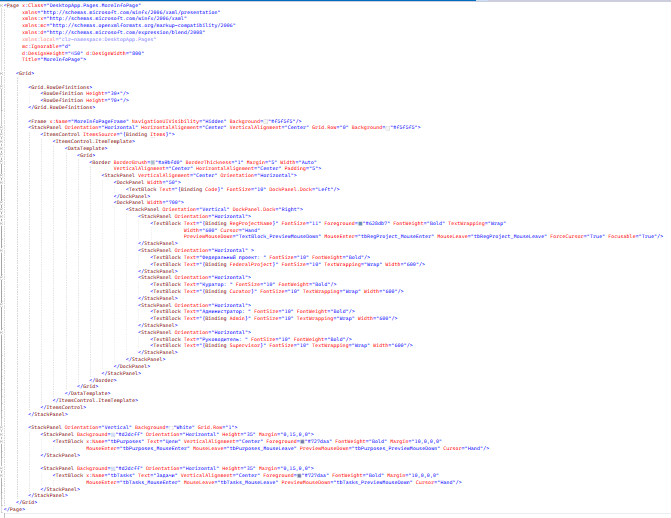 <Page x:Class="DesktopApp.Pages.MoreInfoPage"
xmlns="http://schemas.microsoft.com/winfx/2006/xaml/presentation"
xmlns:x="http://schemas.microsoft.com/winfx/2006/xaml"
xmlns:mc="http://schemas.openxmlformats.org/markup-compatibility/2006"
xmlns:d="http://schemas.microsoft.com/expression/blend/2008"
xmlns:local="clr-namespace:DesktopApp.Pages"
mc:Ignorable="d"
d:DesignHeight="450" d:DesignWidth="800"
Title="MoreInfoPage">
<Grid>
<Grid.RowDefinitions>
<RowDefinition Height="30*"/>
<RowDefinition Height="70*"/>
</Grid.RowDefinitions>
<Frame x:Name="MoreInfoPageFrame" NavigationUIVisibility="Hidden" Background="#f5f5f5"/>
<StackPanel Orientation="Horizontal" HorizontalAlignment="Center" VerticalAlignment="Center" Grid.Row="0" Background="#f5f5f5">
<ItemsControl ItemsSource="{Binding Items}">
<ItemsControl.ItemTemplate>
<DataTemplate>
<Grid>
<Border BorderBrush="#a9bfd9" BorderThickness="1" Margin="5" Width="Auto"
VerticalAlignment="Center" HorizontalAlignment="Center" Padding="5">
<StackPanel VerticalAlignment="Center" Orientation="Horizontal">
<DockPanel Width="50">
<TextBlock Text="{Binding Code}" FontSize="10" DockPanel.Dock="Left"/>
</DockPanel>
<DockPanel Width="700">
<StackPanel Orientation="Vertical" DockPanel.Dock="Right">
<StackPanel Orientation="Horizontal">
<TextBlock Text="{Binding RegProjectName}" FontSize="11" Foreground="#628db7" FontWeight="Bold" TextWrapping="Wrap"
Width="600" Cursor="Hand"
PreviewMouseDown="TextBlock_PreviewMouseDown" MouseEnter="tbRegProject_MouseEnter" MouseLeave="tbRegProject_MouseLeave" ForceCursor="True" Focusable="True"/>
</StackPanel>
<StackPanel Orientation="Horizontal" >
<TextBlock Text="Федеральный проект: " FontSize="10" FontWeight="Bold"/>
<TextBlock Text="{Binding FederalProject}" FontSize="10" TextWrapping="Wrap" Width="600"/>
</StackPanel>
<StackPanel Orientation="Horizontal">
<TextBlock Text="Куратор: " FontSize="10" FontWeight="Bold"/>
<TextBlock Text="{Binding Curator}" FontSize="10" TextWrapping="Wrap" Width="600"/>
</StackPanel>
<StackPanel Orientation="Horizontal">
<TextBlock Text="Администратор: " FontSize="10" FontWeight="Bold"/>
<TextBlock Text="{Binding Admin}" FontSize="10" TextWrapping="Wrap" Width="600"/>
</StackPanel>
<StackPanel Orientation="Horizontal">
<TextBlock Text="Руководитель: " FontSize="10" FontWeight="Bold"/>
<TextBlock Text="{Binding Supervisor}" FontSize="10" TextWrapping="Wrap" Width="600"/>
</StackPanel>
</StackPanel>
</DockPanel>
</StackPanel>
</Border>
</Grid>
</DataTemplate>
</ItemsControl.ItemTemplate>
</ItemsControl>
</StackPanel>
<StackPanel Orientation="Vertical" Background="White" Grid.Row="1">
<StackPanel Background="#d2dcff" Orientation="Horizontal" Height="35" Margin="0,15,0,0">
<TextBlock x:Name="tbPurposes" Text="Цели" VerticalAlignment="Center" Foreground="#727daa" FontWeight="Bold" Margin="10,0,0,0"
MouseEnter="tbPurposes_MouseEnter" MouseLeave="tbPurposes_MouseLeave" PreviewMouseDown="tbPurposes_PreviewMouseDown" Cursor="Hand"/>
</StackPanel>
<StackPanel Background="#d2dcff" Orientation="Horizontal" Height="35" Margin="0,15,0,0">
<TextBlock x:Name="tbTasks" Text="Задачи" VerticalAlignment="Center" Foreground="#727daa" FontWeight="Bold" Margin="10,0,0,0"
MouseEnter="tbTasks_MouseEnter" MouseLeave="tbTasks_MouseLeave" PreviewMouseDown="tbTasks_PreviewMouseDown" Cursor="Hand"/>
</StackPanel>
</StackPanel>
</Grid>
</Page>